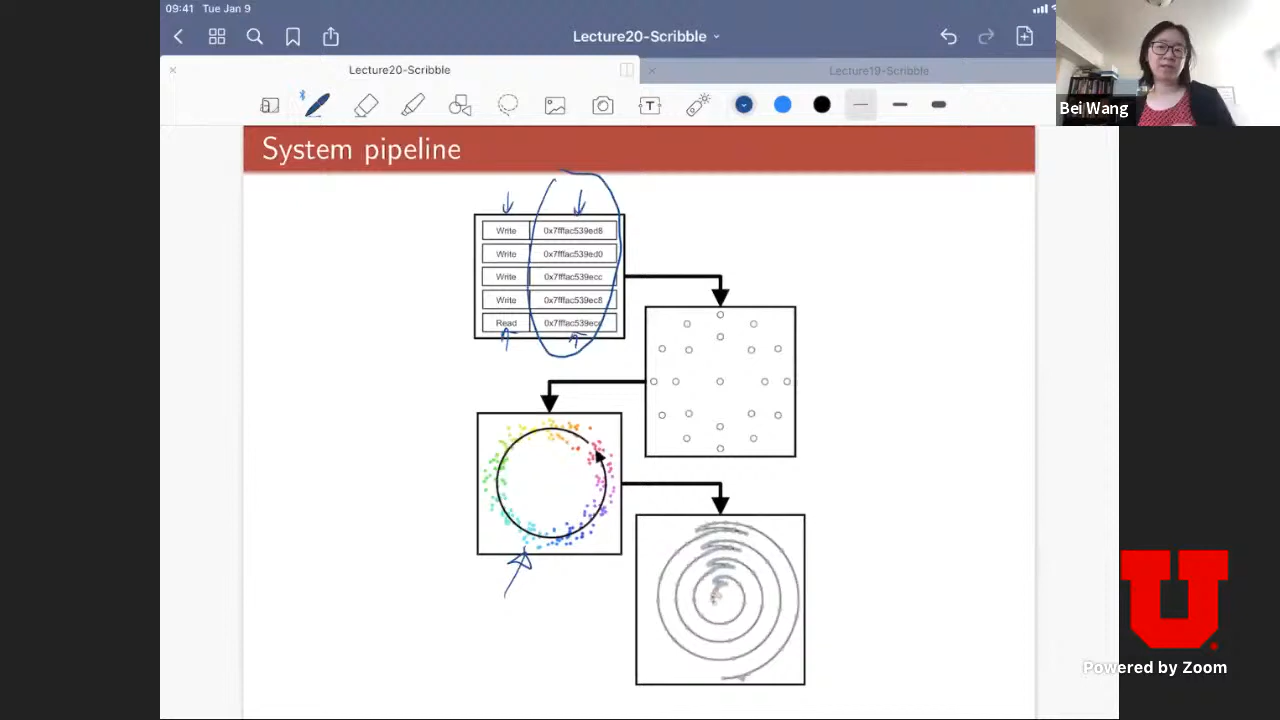 09:41 Tue Jan 9
Lecture20-Scribble
Lecture20-Scribble
Lecture19-Scribble
T
Bei Wang
System pipeline
Write 0x7fffac539ed8
Write 0x7fffac539ed0
Write 0x7fffac539ecc
Write 0x7fffac539ec8
Read
U
Powered by Zoom